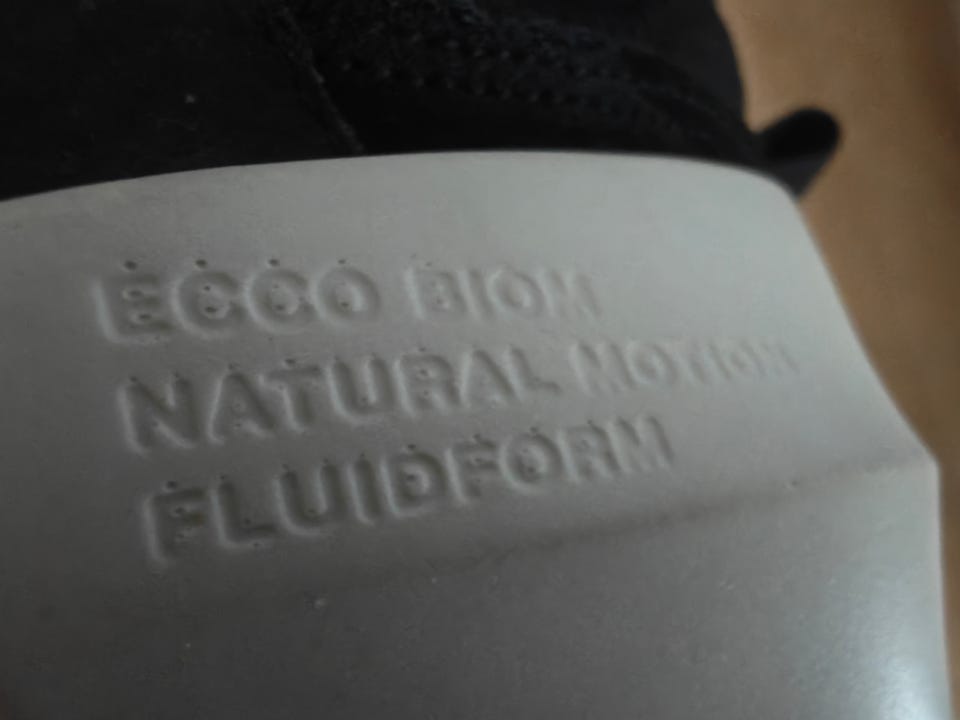 ECCO BIOM
NATURAL MOTION
FLUIDFORM